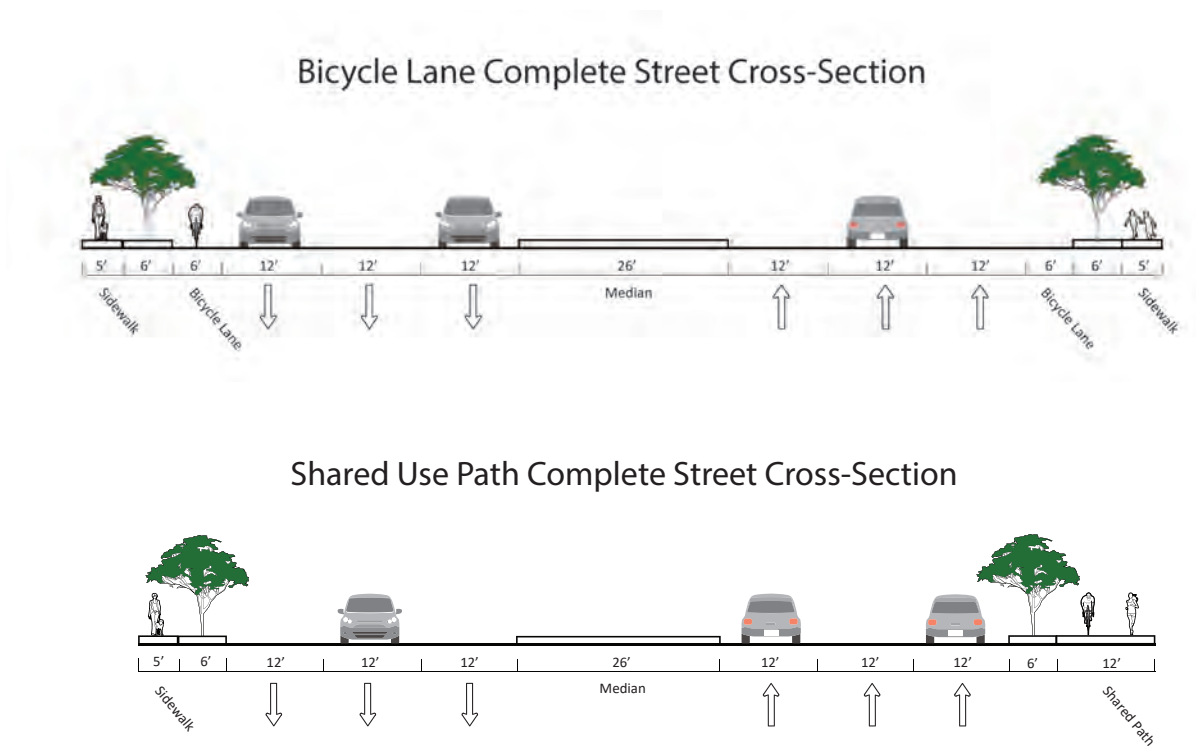 Bicycle Lane Complete Street Cross-Section
5′ 6′ 6′ 12′ 12′ 12′ 26′ 12′ 12′ 12′ 6′ 6′ 5′
Sidewalk Bicycle Lane Median Bicycle Lane Sidewalk
Shared Use Path Complete Street Cross-Section
5′ 6′ 12′ 12′ 12′ 26′ 12′ 12′ 12′ 6′ 12′
Sidewalk Median Shared Path